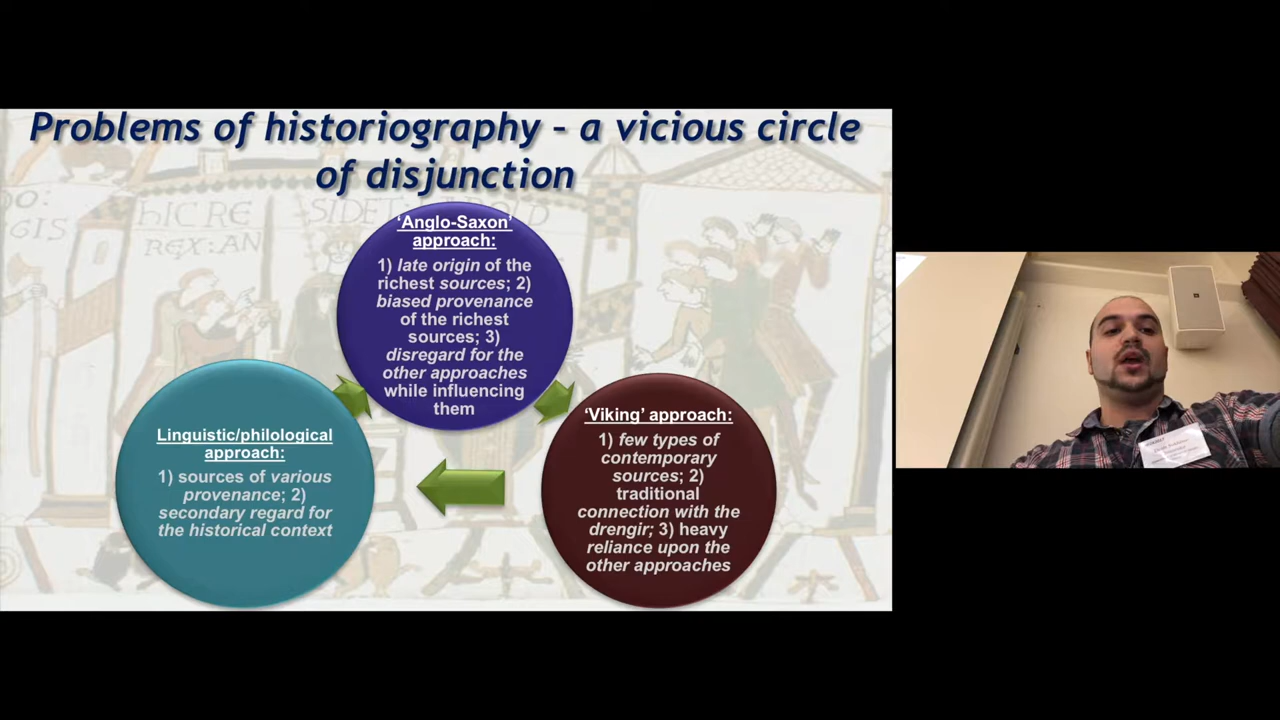 Problems of historiography – a vicious circle
of disjunction
'Anglo-Saxon'
approach:
1) late origin of the
richest sources; 2)
biased provenance
of the richest
sources; 3)
disregard for the
other approaches
while influencing
them
'Viking' approach:
1) few types of
contemporary
sources; 2)
traditional
connection with the
drengir; 3) heavy
reliance upon the
other approaches
Linguistic/philological
approach:
1) sources of various
provenance; 2)
secondary regard for
the historical context
GIS
HIC RE
REX:AN
SIDET: